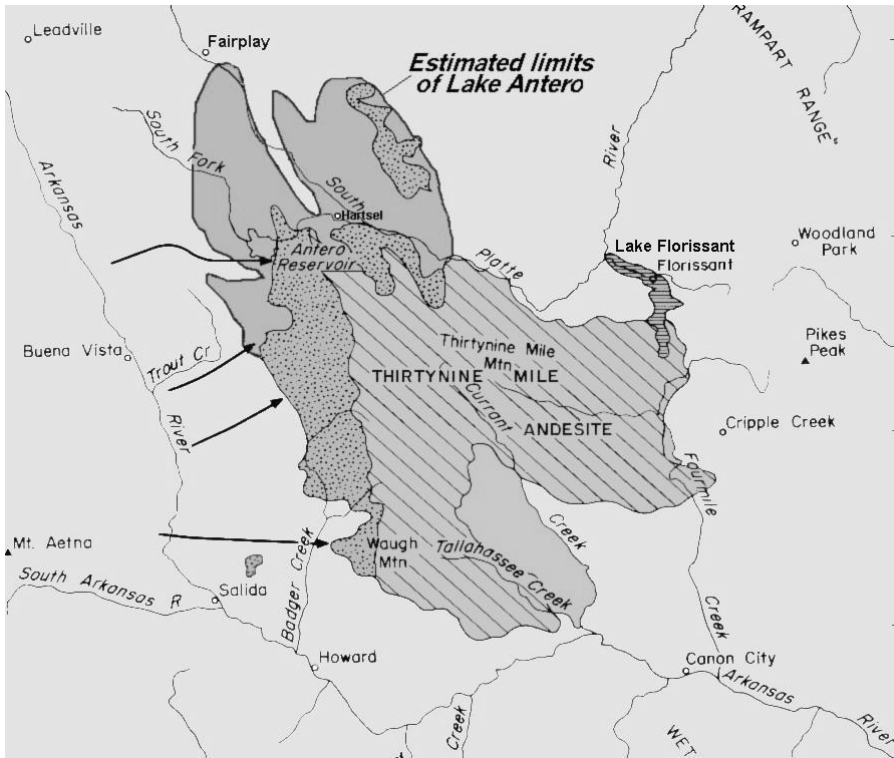 Leadville
Fairplay
Estimated limits
of Lake Antero
RAMPART
RANGE
South Fork
Arkansas
River
South
Hartsel
Antero
Reservoir
Platte
River
Lake Florissant
Florissant
Woodland
Park
Buena Vista
Trout Cr
Thirtynine Mile
Mtn
THIRTYNINE MILE
ANDESITE
Currant
Creek
Pikes
Peak
Cripple Creek
Fourmile
Creek
Mt. Aetna
South Arkansas R
Salida
Badger Creek
Waugh
Mtn
Tallahassee Creek
Howard
Canon City
Arkansas
River
Creek
WET